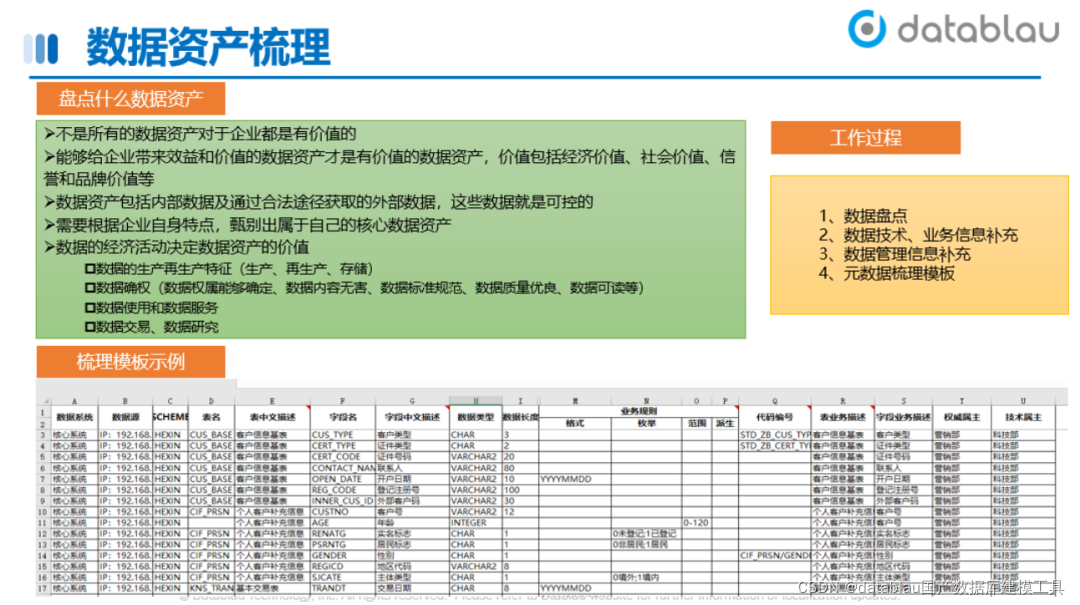 数据资产梳理
datablau
盘点什么数据资产
➢不是所有的数据资产对于企业都是有价值的
➢能够给企业带来效益和价值的数据资产才是有价值的数据资产，价值包括经济价值、社会价值、信
誉和品牌价值等
➢数据资产包括内部数据及通过合法途径获取的外部数据，这些数据就是可控的
➢需要根据企业自身特点，甄别出属于自己的核心数据资产
➢数据的经济活动决定数据资产的价值
❑数据的生产再生产特征（生产、再生产、存储）
❑数据确权（数据权属能够确定、数据内容无害、数据标准规范、数据质量优良、数据可读等）
❑数据使用和数据服务
❑数据交易、数据研究
工作过程
1、数据盘点
2、数据技术、业务信息补充
3、数据管理信息补充
4、元数据梳理模板
梳理模板示例
A B C D E F G H I M N O P Q R S T U
1 数据系统 数据源 SCHEME 表名 表中文描述 字段名 字段中文描述 数据类型 数据长度 业务规则 代码编号 表业务描述 字段业务描述 权威属主 技术属主
2 格式 枚举 范围 派生
3 核心系统 IP：192.168. HEXIN CUS_BASE 客户信息基表 CUS_TYPE 客户类型 CHAR 3 STD_ZB_CUS_TYP 客户信息基表 客户类型 营销部 科技部
4 核心系统 IP：192.168. HEXIN CUS_BASE 客户信息基表 CERT_TYPE 证件类型 CHAR 2 STD_ZB_CERT_TY 客户信息基表 证件类型 营销部 科技部
5 核心系统 IP：192.168. HEXIN CUS_BASE 客户信息基表 CERT_CODE 证件号码 VARCHAR2 20 客户信息基表 证件号码 营销部 科技部
6 核心系统 IP：192.168. HEXIN CUS_BASE 客户信息基表 CONTACT_NAM 联系人 VARCHAR2 80 客户信息基表 联系人 营销部 科技部
7 核心系统 IP：192.168. HEXIN CUS_BASE 客户信息基表 OPEN_DATE 开户日期 VARCHAR2 10 YYYYMMDD 客户信息基表 开户日期 营销部 科技部
8 核心系统 IP：192.168. HEXIN CUS_BASE 客户信息基表 REG_CODE 登记注册号 VARCHAR2 100 客户信息基表 登记注册号 营销部 科技部
9 核心系统 IP：192.168. HEXIN CUS_BASE 客户信息基表 INNER_CUS_ID 外部客户码 VARCHAR2 30 客户信息基表 外部客户码 营销部 科技部
10 核心系统 IP：192.168. HEXIN CIF_PRSN 个人客户补充信息 CUSTNO 客户号 VARCHAR2 12 个人客户补充信 客户号 营销部 科技部
11 核心系统 IP：192.168. HEXIN 个人客户补充信息 AGE 年龄 INTEGER 0-120 个人客户补充信 客户号 营销部 科技部
12 核心系统 IP：192.168. HEXIN CIF_PRSN 个人客户补充信息 RENATG 实名标志 CHAR 1 0未登记;1已登记 个人客户补充信 实名标志 营销部 科技部
13 核心系统 IP：192.168. HEXIN CIF_PRSN 个人客户补充信息 PSRNTG 居民标志 CHAR 1 0非居民;1居民 个人客户补充信 居民标志 营销部 科技部
14 核心系统 IP：192.168. HEXIN CIF_PRSN 个人客户补充信息 GENDER 性别 CHAR 1 CIF_PRSN/GEND 个人客户补充信 性别 营销部 科技部
15 核心系统 IP：192.168. HEXIN CIF_PRSN 个人客户补充信息 REGICD 地区代码 VARCHAR2 8 个人客户补充信 地区代码 营销部 科技部
16 核心系统 IP：192.168. HEXIN CIF_PRSN 个人客户补充信息 SJCATE 主体类型 CHAR 1 0境外;1境内 个人客户补充信 主体类型 营销部 科技部
17 核心系统 IP：192.168. HEXIN KNS_TRAN 基本交易表 TRANDT 交易日期 CHAR 8 YYYYMMDD
CSDN @datablau国产数据库建模工具